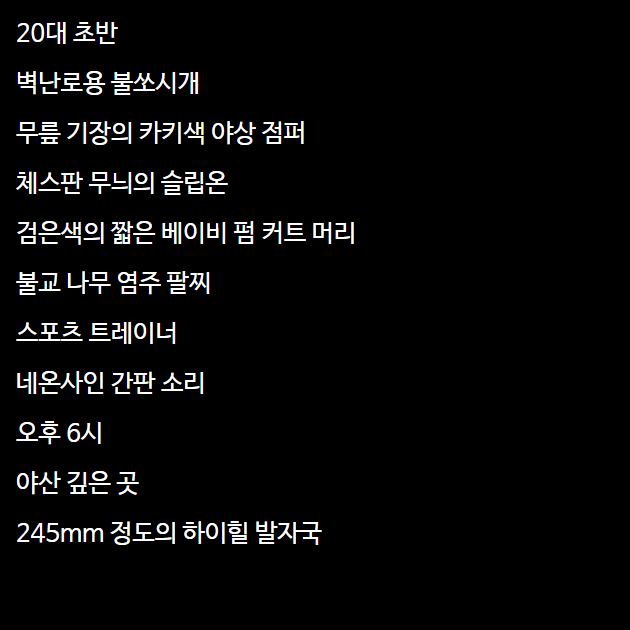 20대 초반
벽난로용 불쏘시개
무릎 기장의 카키색 야상 점퍼
체스판 무늬의 슬립온
검은색의 짧은 베이비 펌 커트 머리
불교 나무 염주 팔찌
스포츠 트레이너
네온사인 간판 소리
오후 6시
야산 깊은 곳
245mm 정도의 하이힐 발자국